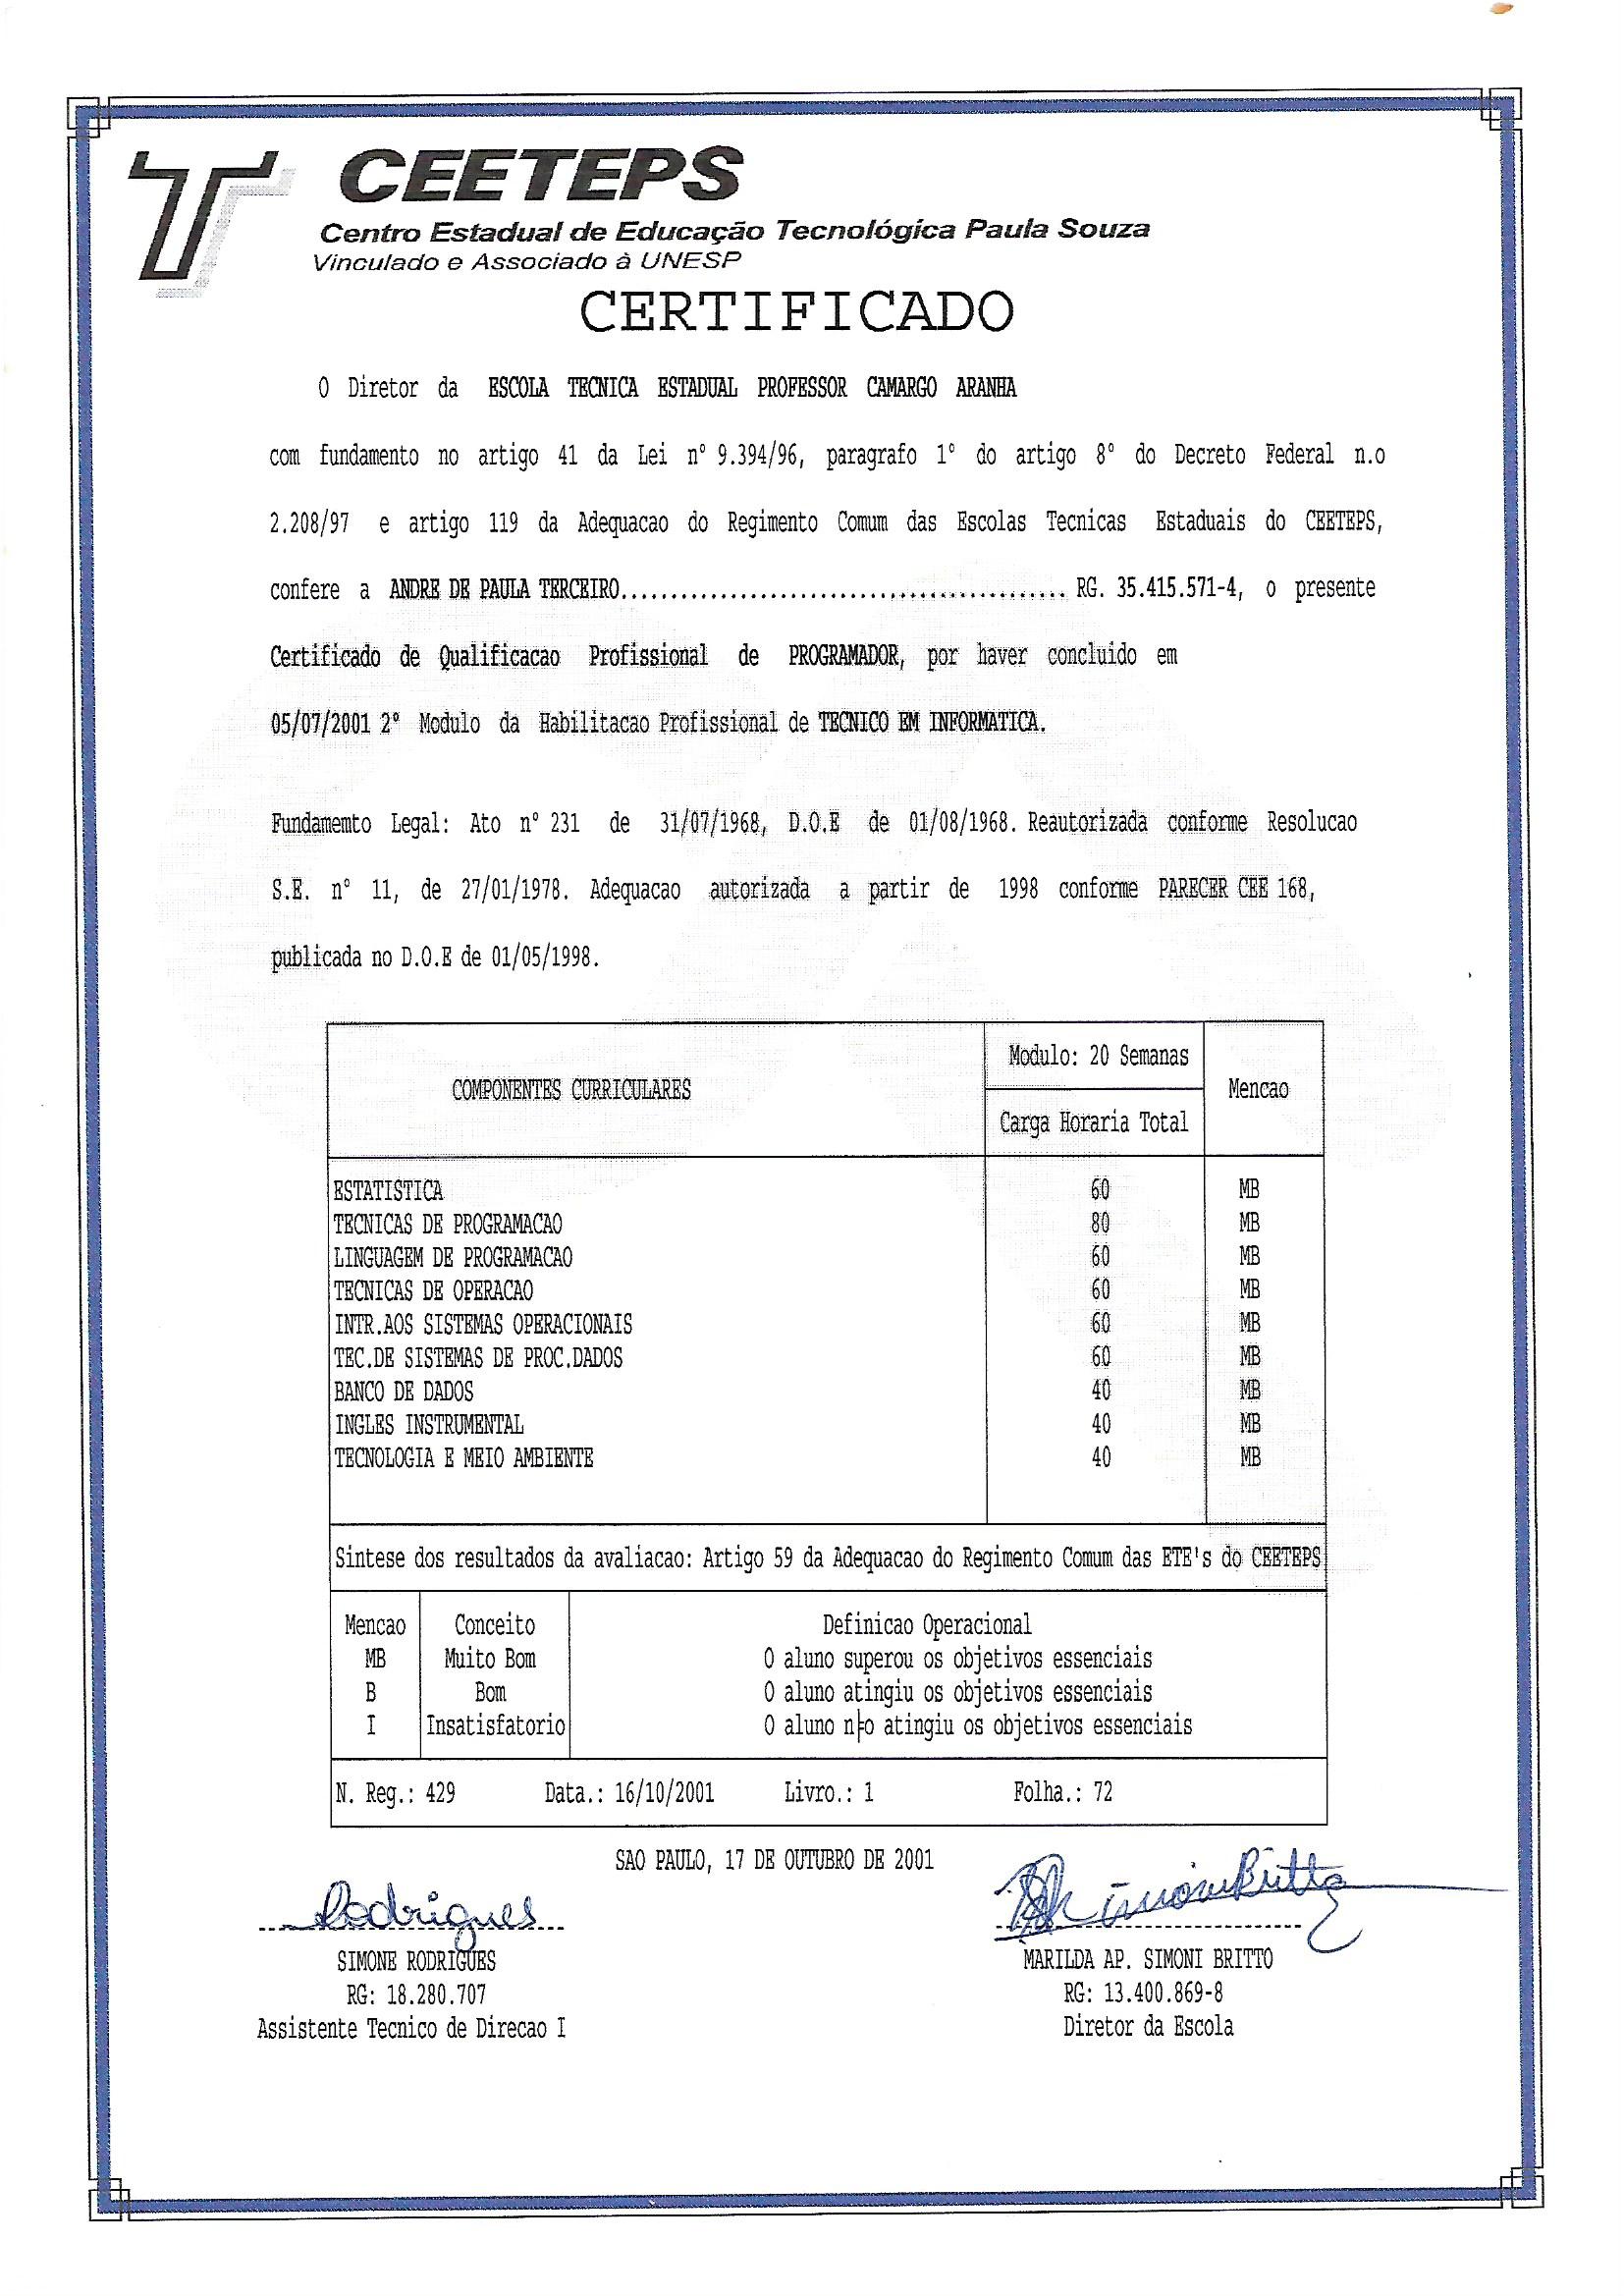 CEETEPS
Centro Estadual de Educação Tecnológica Paula Souza
Vinculado e Associado à UNESP
CERTIFICADO
O Diretor da ESCOLA TECNICA ESTADUAL PROFESSOR CAMARGO ARANHA
com fundamento no artigo 41 da Lei nº 9.394/96, paragrafo 1º do artigo 8º do Decreto Federal n.o
2.208/97 e artigo 119 da Adequacao do Regimento Comum das Escolas Tecnicas Estaduais do CEETEPS,
confere a ANDRE DE PAULA TERCEIRO............................................. RG. 35.415.571-4, o presente
Certificado de Qualificacao Profissional de PROGRAMADOR, por haver concluido em
05/07/2001 2º Modulo da Habilitacao Profissional de TECNICO EM INFORMATICA.
Fundamemto Legal: Ato nº 231 de 31/07/1968, D.O.E de 01/08/1968. Reautorizada conforme Resolucao
S.E. nº 11, de 27/01/1978. Adequacao autorizada a partir de 1998 conforme PARECER CEE 168,
publicada no D.O.E de 01/05/1998.
COMPONENTES CURRICULARES Modulo: 20 Semanas Mencao
Carga Horaria Total
ESTATISTICA 60 MB
TECNICAS DE PROGRAMACAO 80 MB
LINGUAGEM DE PROGRAMACAO 60 MB
TECNICAS DE OPERACAO 60 MB
INTR.AOS SISTEMAS OPERACIONAIS 60 MB
TEC.DE SISTEMAS DE PROC.DADOS 60 MB
BANCO DE DADOS 40 MB
INGLES INSTRUMENTAL 40 MB
TECNOLOGIA E MEIO AMBIENTE 40 MB
Sintese dos resultados da avaliacao: Artigo 59 da Adequacao do Regimento Comum das ETE's do CEETEPS
Mencao Conceito Definicao Operacional
MB Muito Bom O aluno superou os objetivos essenciais
B Bom O aluno atingiu os objetivos essenciais
I Insatisfatorio O aluno n├o atingiu os objetivos essenciais
N. Reg.: 429 Data.: 16/10/2001 Livro.: 1 Folha.: 72
SAO PAULO, 17 DE OUTUBRO DE 2001
Rodrigues
SIMONE RODRIGUES
RG: 18.280.707
Assistente Tecnico de Direcao I
MARILDA AP. SIMONI BRITTO
RG: 13.400.869-8
Diretor da Escola